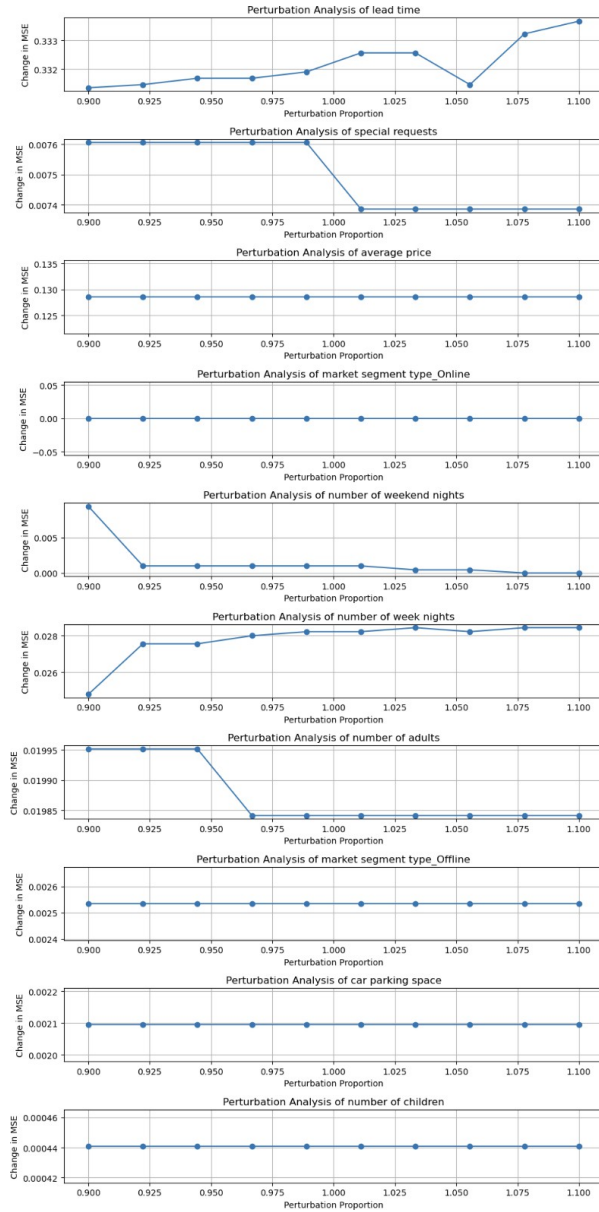 Perturbation Analysis of lead time
Change in MSE
0.333
0.332
0.900 0.925 0.950 0.975 1.000 1.025 1.050 1.075 1.100
Perturbation Proportion
Perturbation Analysis of special requests
Change in MSE
0.0076
0.0075
0.0074
0.900 0.925 0.950 0.975 1.000 1.025 1.050 1.075 1.100
Perturbation Proportion
Perturbation Analysis of average price
Change in MSE
0.135
0.130
0.125
0.900 0.925 0.950 0.975 1.000 1.025 1.050 1.075 1.100
Perturbation Proportion
Perturbation Analysis of market segment type_Online
Change in MSE
0.05
0.00
−0.05
0.900 0.925 0.950 0.975 1.000 1.025 1.050 1.075 1.100
Perturbation Proportion
Perturbation Analysis of number of weekend nights
Change in MSE
0.005
0.000
0.900 0.925 0.950 0.975 1.000 1.025 1.050 1.075 1.100
Perturbation Proportion
Perturbation Analysis of number of week nights
Change in MSE
0.028
0.026
0.900 0.925 0.950 0.975 1.000 1.025 1.050 1.075 1.100
Perturbation Proportion
Perturbation Analysis of number of adults
Change in MSE
0.01995
0.01990
0.01985
0.900 0.925 0.950 0.975 1.000 1.025 1.050 1.075 1.100
Perturbation Proportion
Perturbation Analysis of market segment type_Offline
Change in MSE
0.0026
0.0025
0.0024
0.900 0.925 0.950 0.975 1.000 1.025 1.050 1.075 1.100
Perturbation Proportion
Perturbation Analysis of car parking space
Change in MSE
0.0022
0.0021
0.0020
0.900 0.925 0.950 0.975 1.000 1.025 1.050 1.075 1.100
Perturbation Proportion
Perturbation Analysis of number of children
Change in MSE
0.00046
0.00044
0.00042
0.900 0.925 0.950 0.975 1.000 1.025 1.050 1.075 1.100
Perturbation Proportion